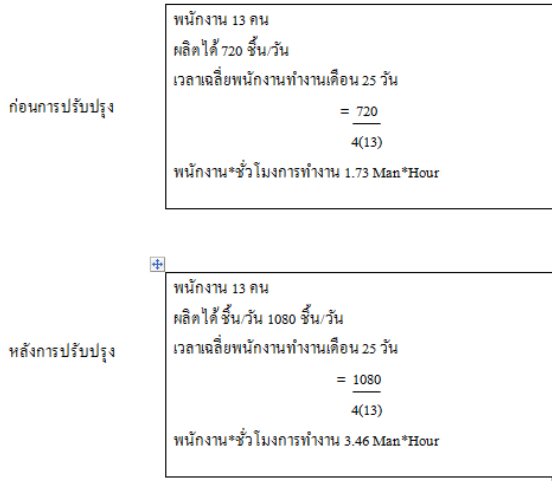 พนักงาน 13 คน
ผลิตได้ 720 ชิ้น/วัน
เวลาเฉลี่ยพนักงานทำงานเดือน 25 วัน
ก่อนการปรับปรุง
= 720
4(13)
พนักงาน*ชั่วโมงการทำงาน 1.73 Man*Hour
พนักงาน 13 คน
ผลิตได้ ชิ้น/วัน 1080 ชิ้น/วัน
หลังการปรับปรุง
เวลาเฉลี่ยพนักงานทำงานเดือน 25 วัน
= 1080
4(13)
พนักงาน*ชั่วโมงการทำงาน 3.46 Man*Hour